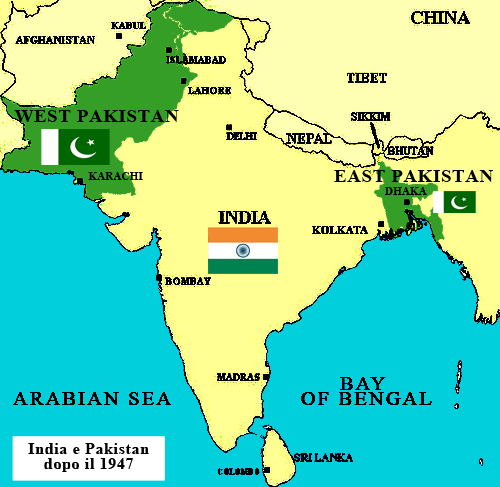 CHINA
KABUL
AFGHANISTAN
ISLAMABAD
TIBET
LAHORE
WEST PAKISTAN
SIKKIM
DELHI
NEPAL
BHUTAN
KARACHI
EAST PAKISTAN
DHAKA
INDIA
KOLKATA
BOMBAY
MADRAS
ARABIAN SEA
BAY
OF BENGAL
India e Pakistan
dopo il 1947
SRI LANKA
COLOMBO